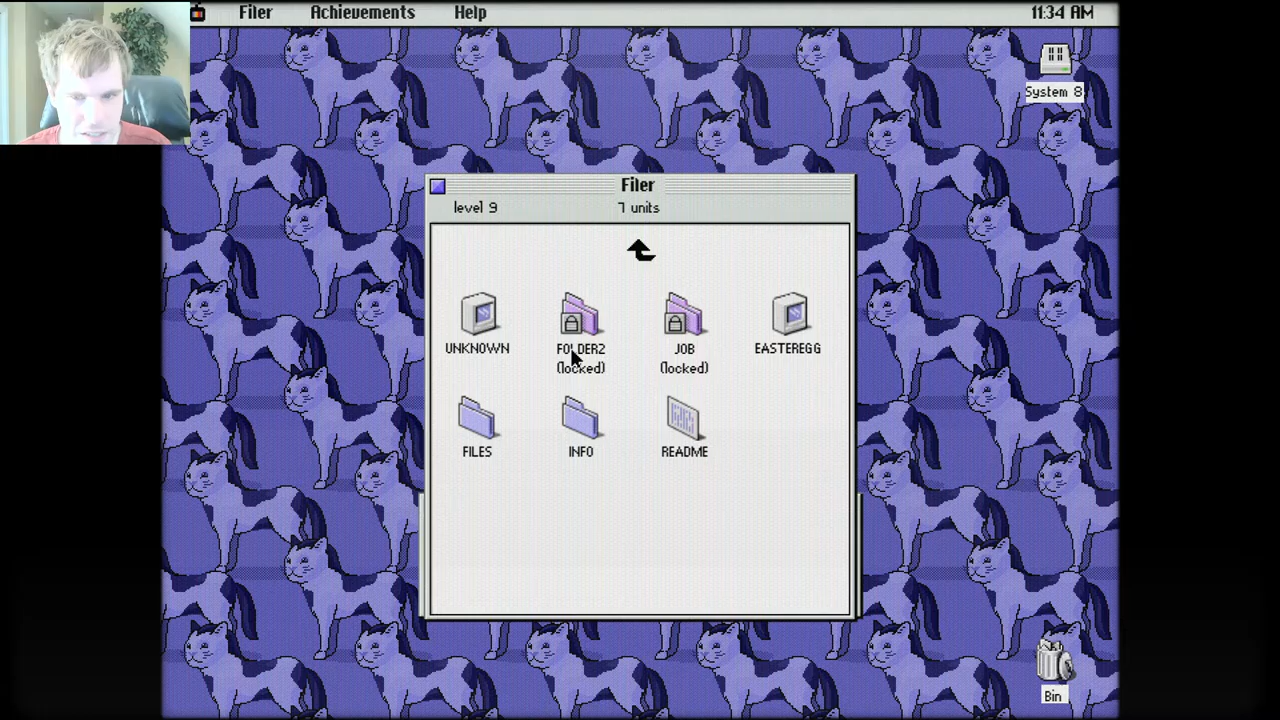 Filer Achievements Help 11:34 AM
System 8
Filer
level 9 7 units
UNKNOWN FOLDER2 JOB EASTEREGG
(locked) (locked)
FILES INFO README
Bin